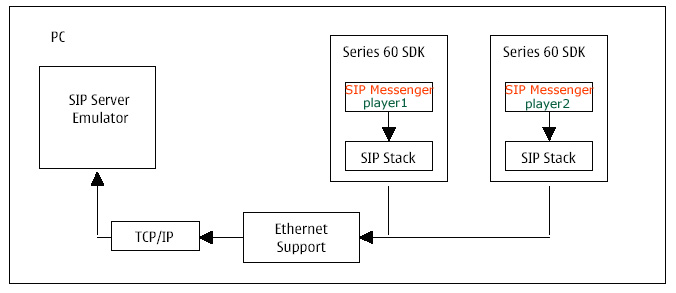 PC
SIP Server
Emulator
Series 60 SDK
SIP Messenger
player1
SIP Stack
Series 60 SDK
SIP Messenger
player2
SIP Stack
TCP/IP
Ethernet
Support